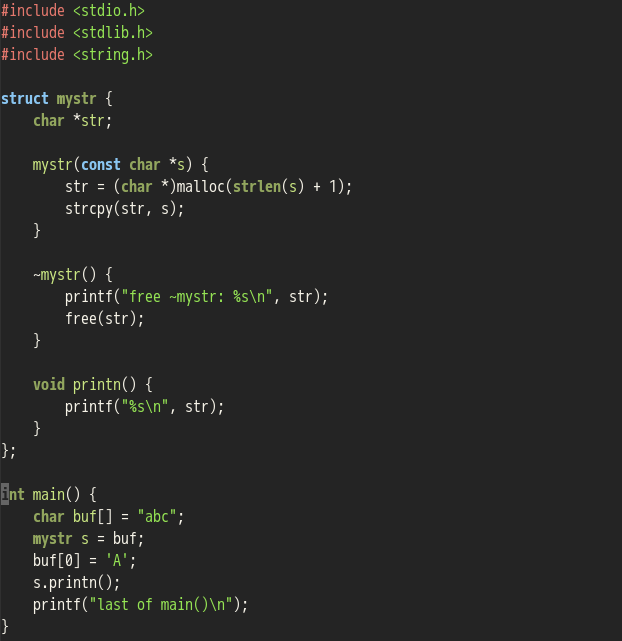 #include <stdio.h>
#include <stdlib.h>
#include <string.h>

struct mystr {
    char *str;

    mystr(const char *s) {
        str = (char *)malloc(strlen(s) + 1);
        strcpy(str, s);
    }

    ~mystr() {
        printf("free ~mystr: %s\n", str);
        free(str);
    }

    void printn() {
        printf("%s\n", str);
    }
};

int main() {
    char buf[] = "abc";
    mystr s = buf;
    buf[0] = 'A';
    s.printn();
    printf("last of main()\n");
}